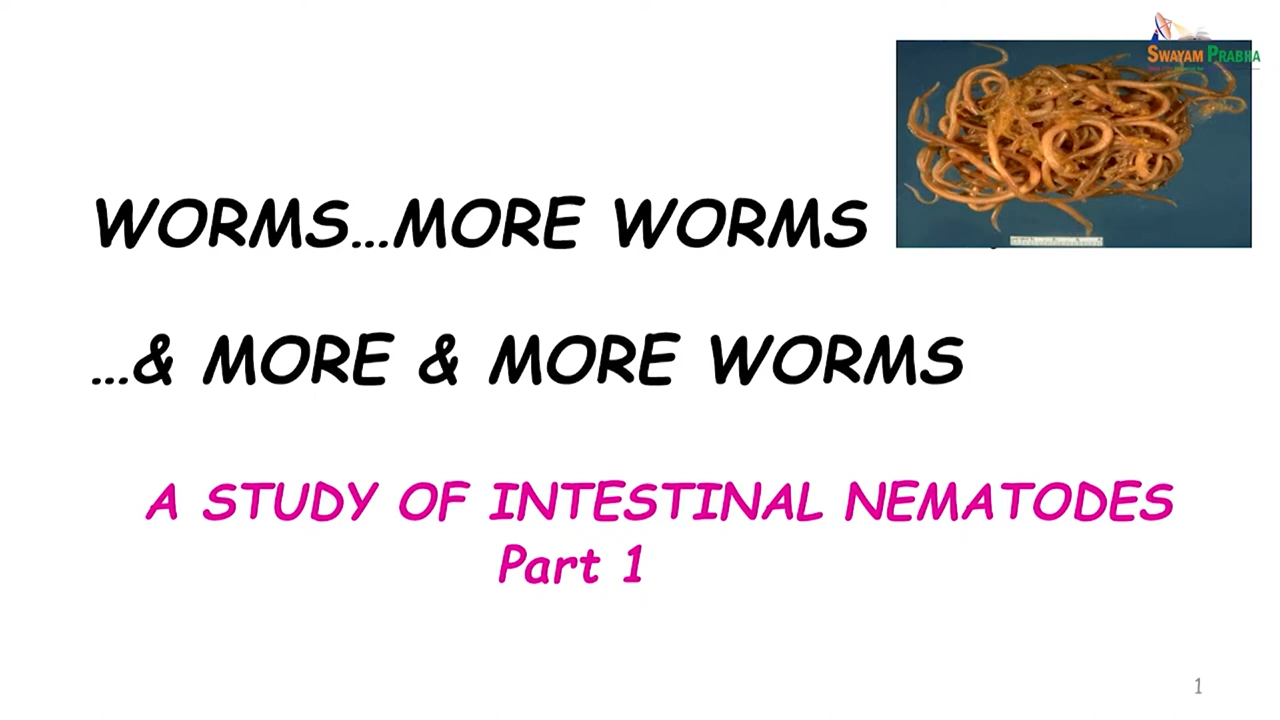 SWAYAM PRABHA
WORMS...MORE WORMS
...& MORE & MORE WORMS
A STUDY OF INTESTINAL NEMATODES
Part 1
1